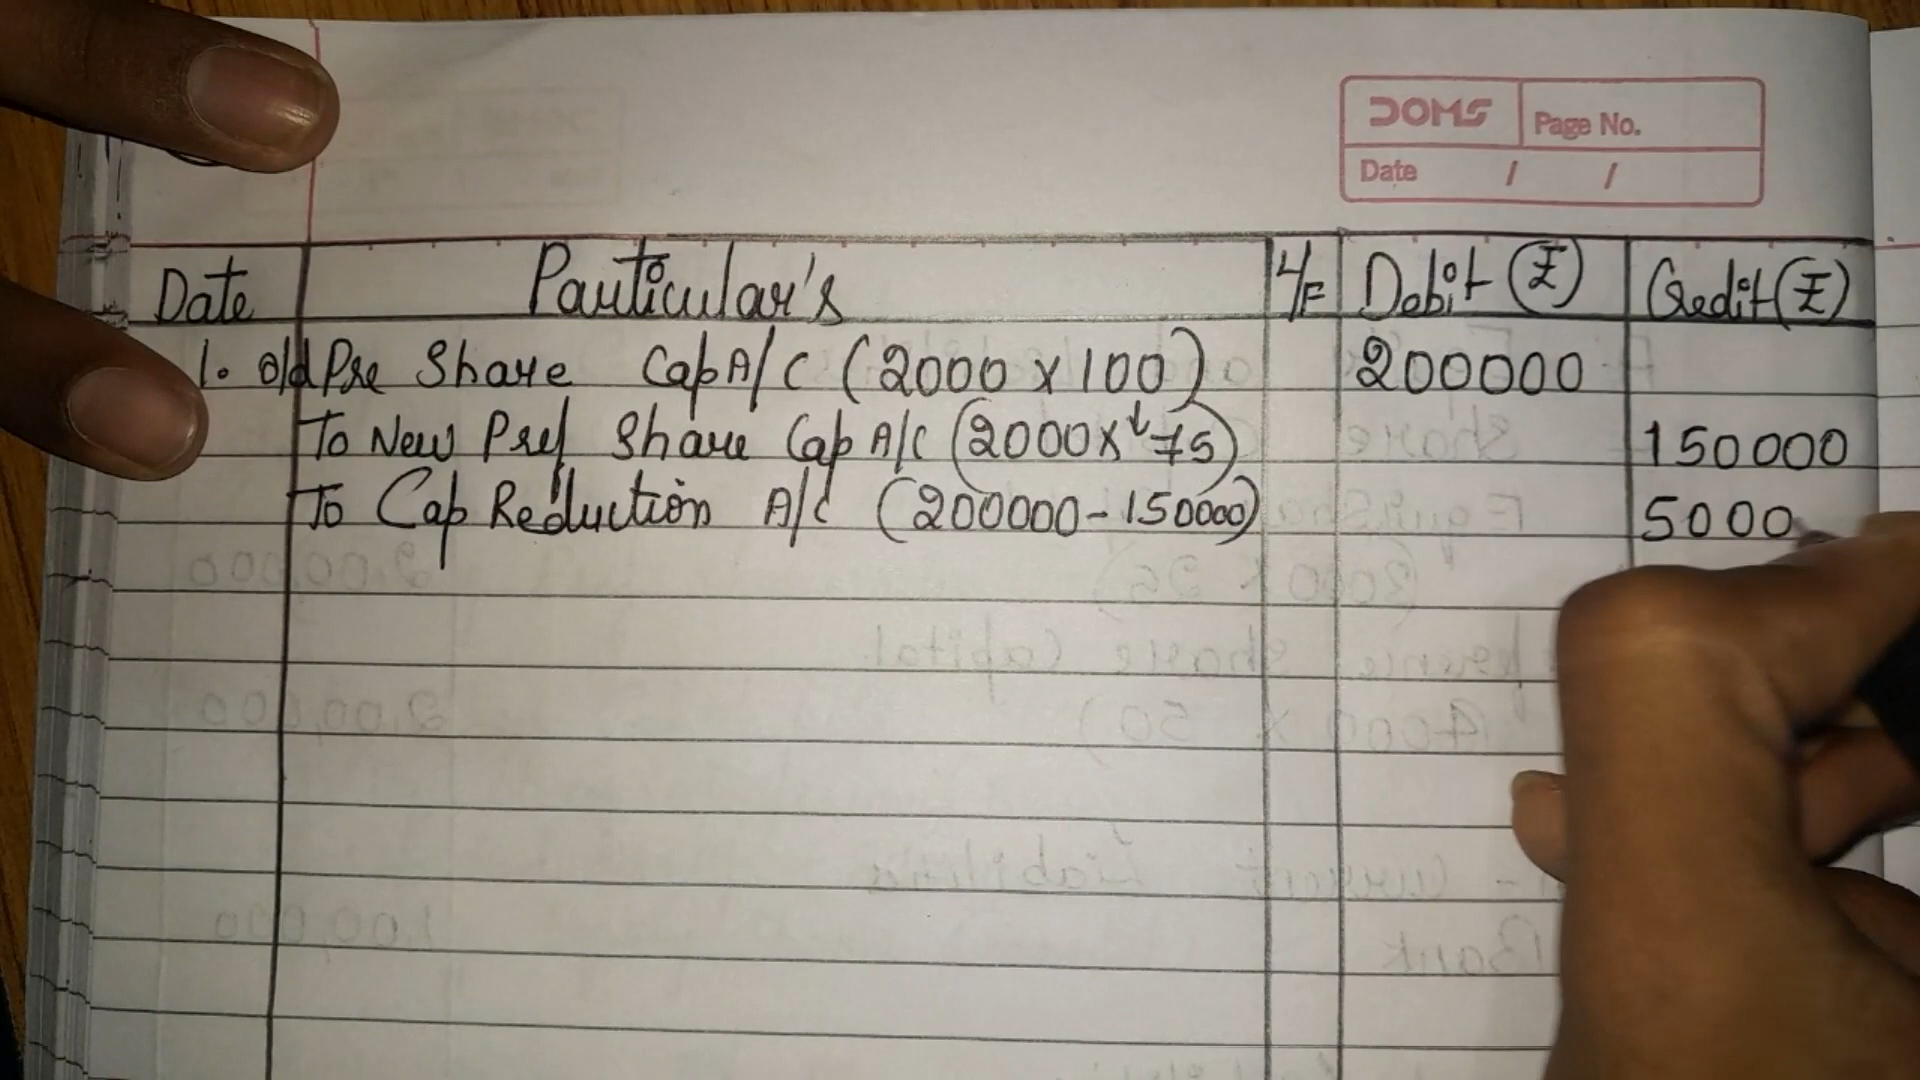 DOMS Page No.
Date / /
Date Particular's L/F Debit (₹) Credit (₹)
1. old Pre Share Cap A/C (2000 x 100) 200000
To New Pref Share Cap A/C (2000x 75) 150000
To Cap Reduction A/C (200000-150000) 5000